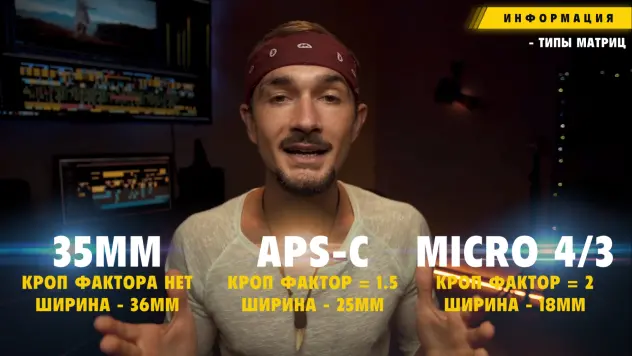 ИНФОРМАЦИЯ
- ТИПЫ МАТРИЦ
35ММ
КРОП ФАКТОРА НЕТ
ШИРИНА - 36ММ
APS-C
КРОП ФАКТОР = 1.5
ШИРИНА - 25ММ
MICRO 4/3
КРОП ФАКТОР = 2
ШИРИНА - 18ММ